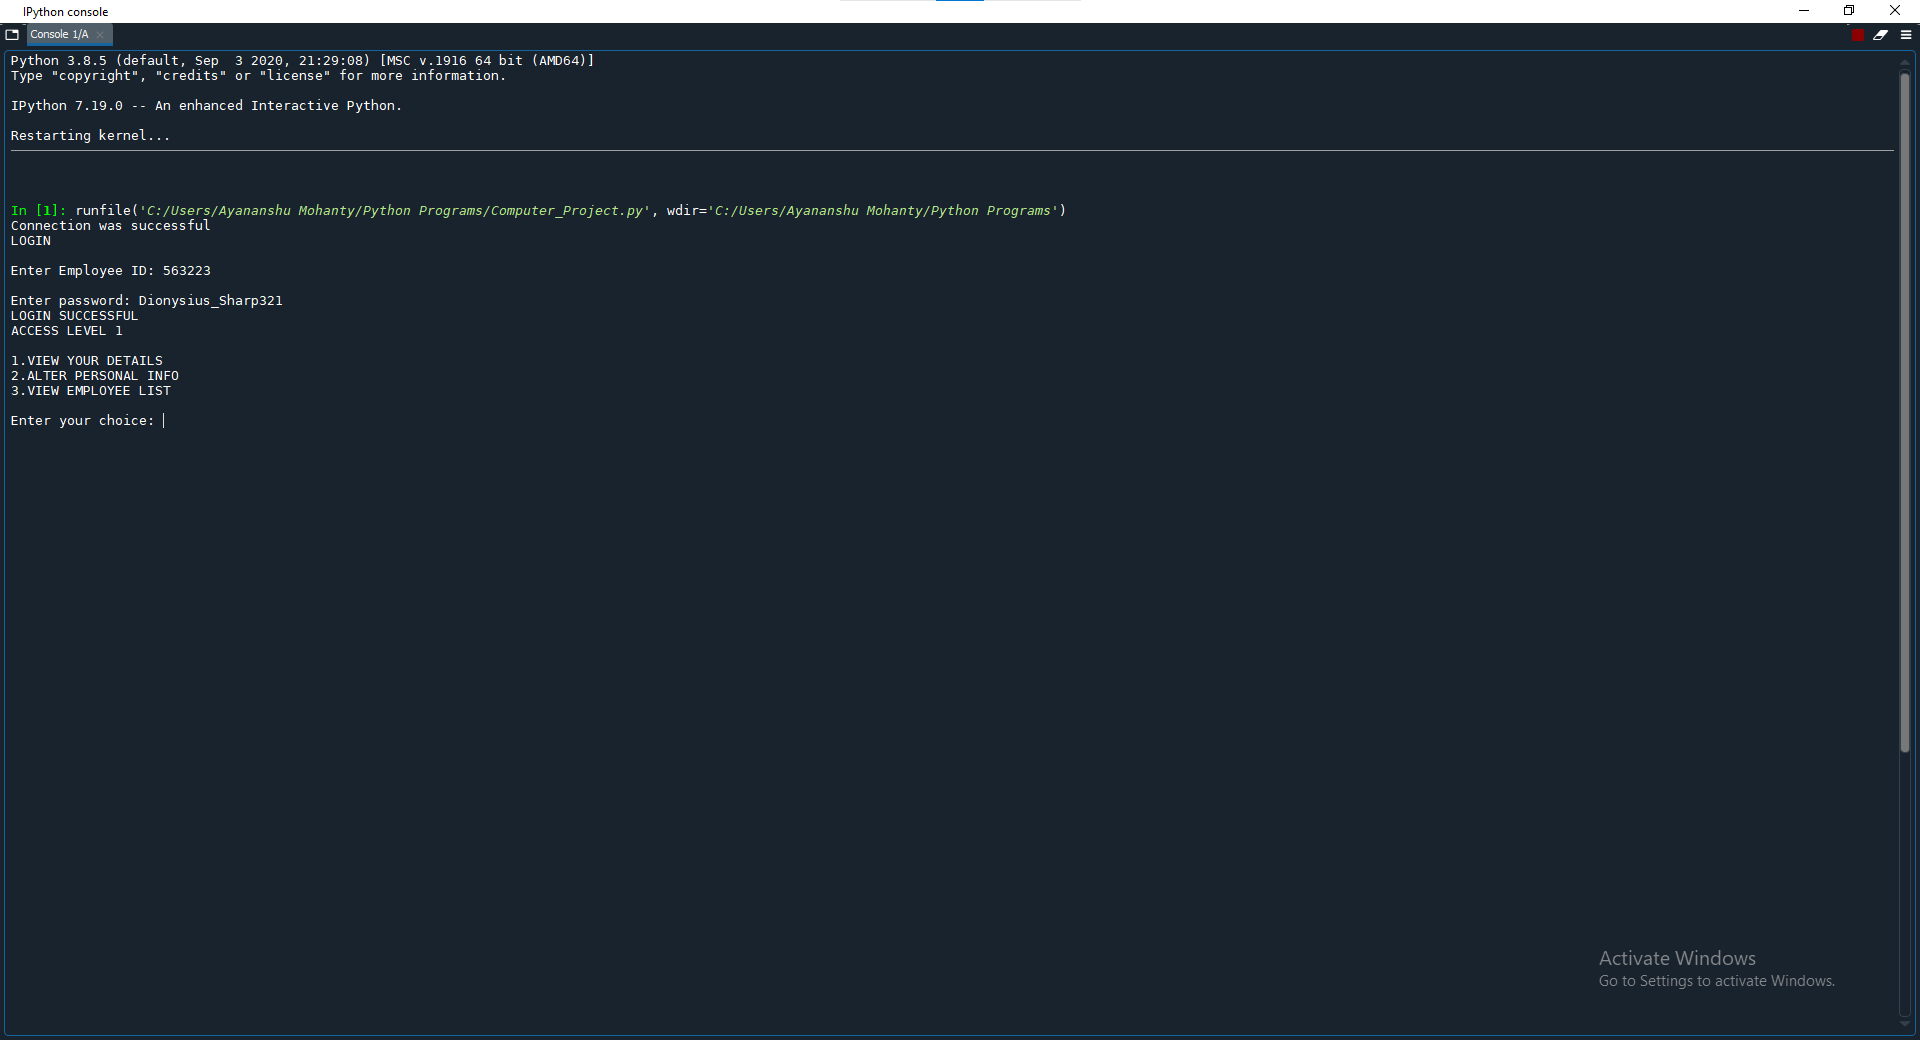 IPython console
Console 1/A
Python 3.8.5 (default, Sep  3 2020, 21:29:08) [MSC v.1916 64 bit (AMD64)]
Type "copyright", "credits" or "license" for more information.
IPython 7.19.0 -- An enhanced Interactive Python.
Restarting kernel...
In [1]: runfile('C:/Users/Ayananshu Mohanty/Python Programs/Computer_Project.py', wdir='C:/Users/Ayananshu Mohanty/Python Programs')
Connection was successful
LOGIN
Enter Employee ID: 563223
Enter password: Dionysius_Sharp321
LOGIN SUCCESSFUL
ACCESS LEVEL 1
1.VIEW YOUR DETAILS
2.ALTER PERSONAL INFO
3.VIEW EMPLOYEE LIST
Enter your choice:
Activate Windows
Go to Settings to activate Windows.